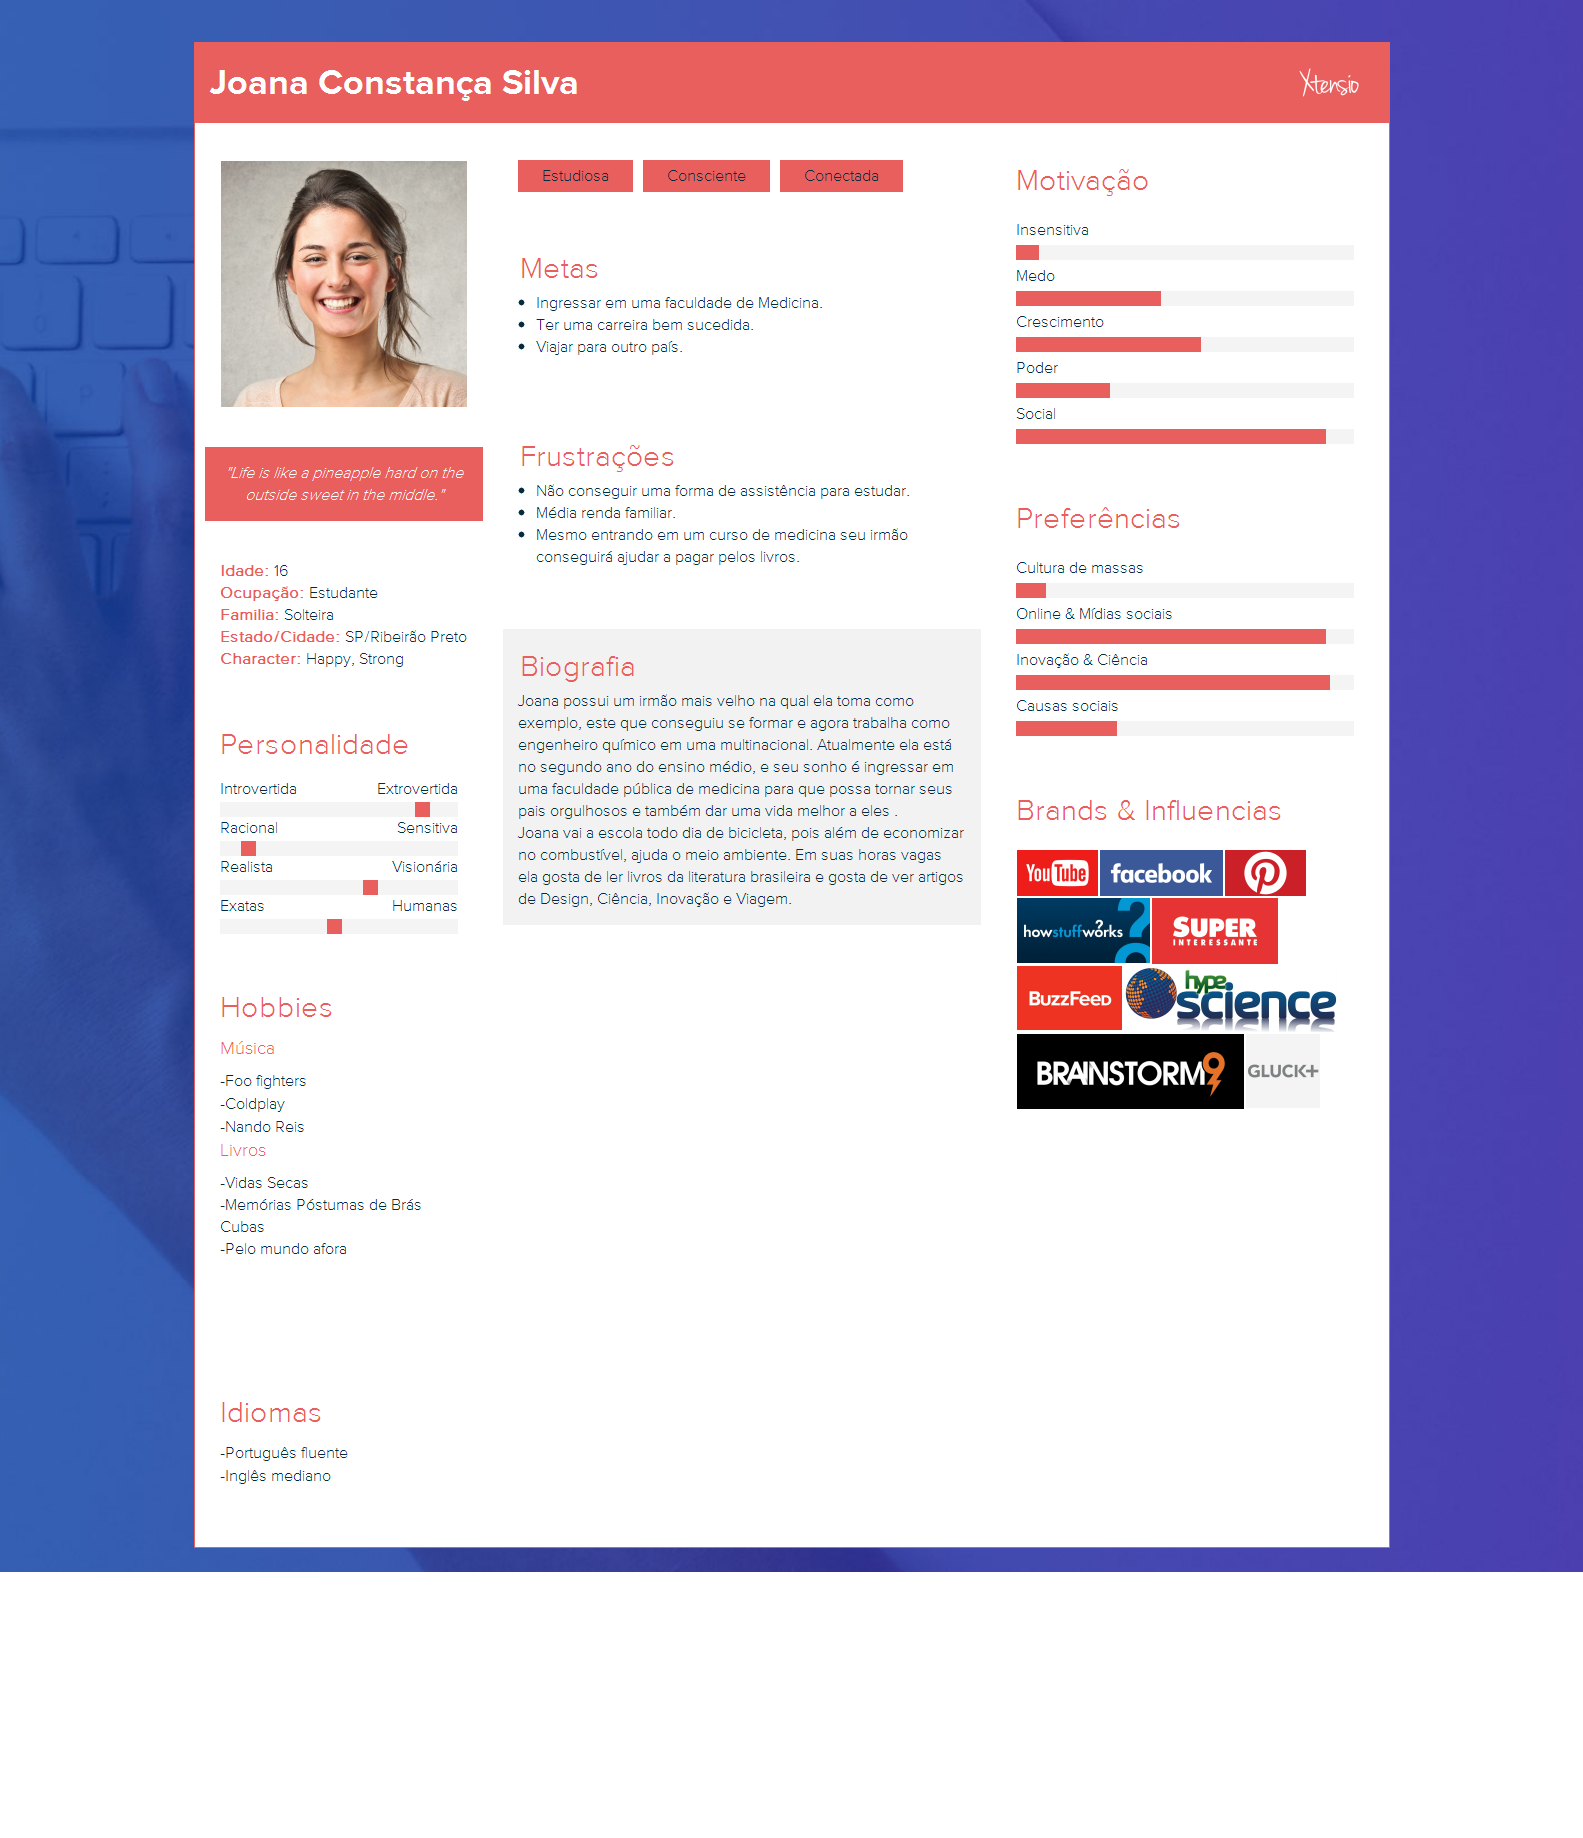 Joana Constança Silva
Xtensio
"Life is like a pineapple hard on the
outside sweet in the middle."
Idade: 16
Ocupação: Estudante
Familia: Solteira
Estado/Cidade: SP/Ribeirão Preto
Character: Happy, Strong
Personalidade
Introvertida Extrovertida
Racional Sensitiva
Realista Visionária
Exatas Humanas
Hobbies
Música
-Foo fighters
-Coldplay
-Nando Reis
Livros
-Vidas Secas
-Memórias Póstumas de Brás
Cubas
-Pelo mundo afora
Idiomas
-Português fluente
-Inglês mediano
Estudiosa Consciente Conectada
Metas
• Ingressar em uma faculdade de Medicina.
• Ter uma carreira bem sucedida.
• Viajar para outro país.
Frustrações
• Não conseguir uma forma de assistência para estudar.
• Média renda familiar.
• Mesmo entrando em um curso de medicina seu irmão
conseguirá ajudar a pagar pelos livros.
Biografia
Joana possui um irmão mais velho na qual ela toma como
exemplo, este que conseguiu se formar e agora trabalha como
engenheiro químico em uma multinacional. Atualmente ela está
no segundo ano do ensino médio, e seu sonho é ingressar em
uma faculdade pública de medicina para que possa tornar seus
pais orgulhosos e também dar uma vida melhor a eles .
Joana vai a escola todo dia de bicicleta, pois além de economizar
no combustível, ajuda o meio ambiente. Em suas horas vagas
ela gosta de ler livros da literatura brasileira e gosta de ver artigos
de Design, Ciência, Inovação e Viagem.
Motivação
Insensitiva
Medo
Crescimento
Poder
Social
Preferências
Cultura de massas
Online & Mídias sociais
Inovação & Ciência
Causas sociais
Brands & Influencias
YouTube facebook
howstuffworks SUPER
INTERESSANTE
BuzzFeed hype science
BRAINSTORM9 GLUCK+